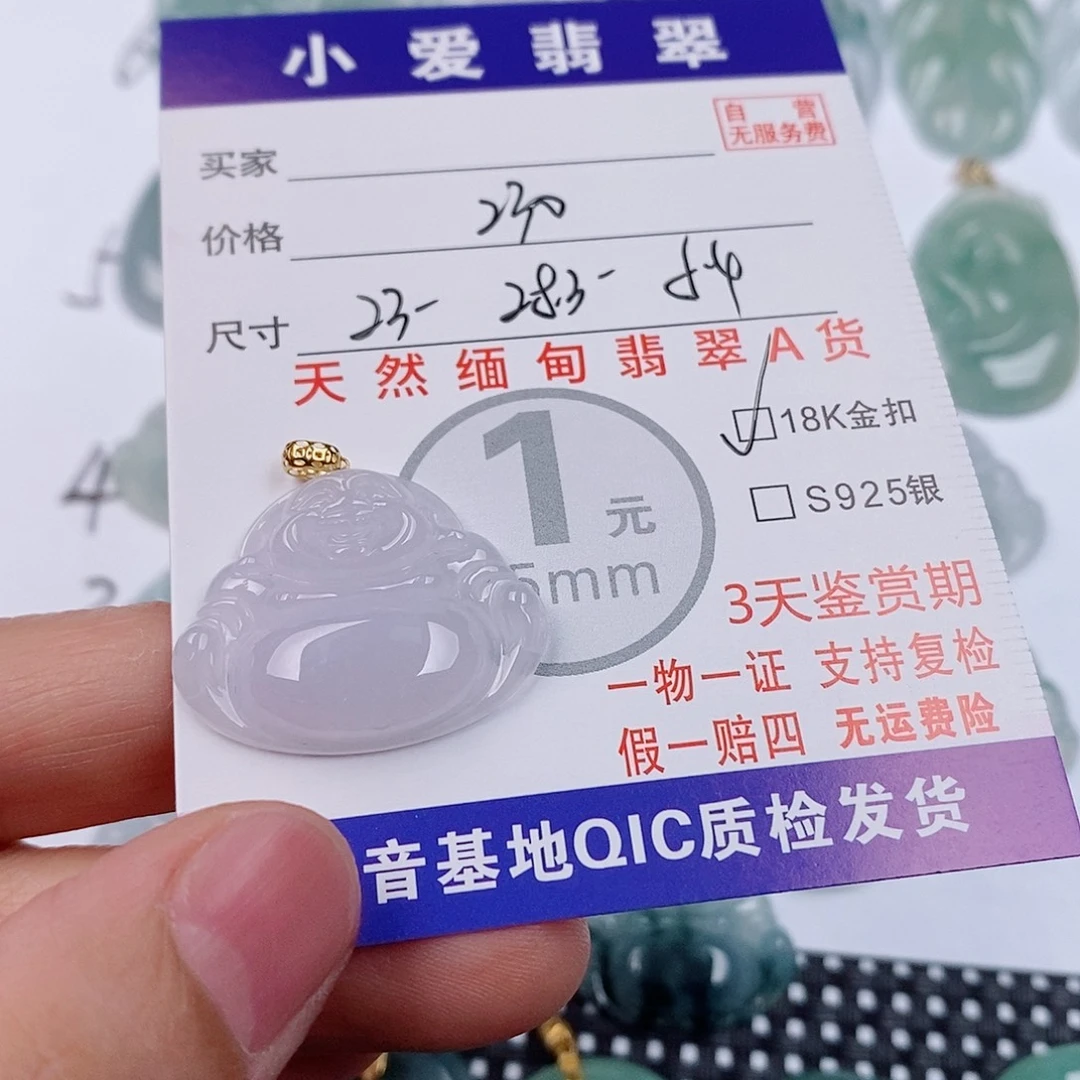 小爱翡翠
自营
无服务费
买家
价格 230
尺寸 23- 28.3- 8.4
天然缅甸翡翠A货
18K金扣
1元
S925银
5mm
4
3天鉴赏期
一物一证 支持复检
假一赔四 无运费险
音基地QIC质检发货